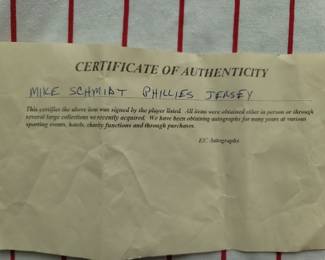 CERTIFICATE OF AUTHENTICITY
MIKE SCHMIDT PHILLIES JERSEY
This certifies the above item was signed by the player listed. All items were obtained either in person or through
several large collections we recently acquired. We have been obtaining autographs for many years at various
sporting events, hotels, charity functions and through purchases.
Autographs